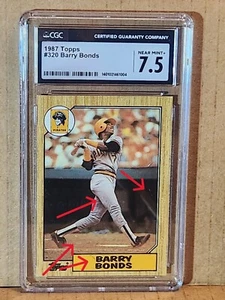 CGC
CERTIFIED GUARANTY COMPANY
1987 Topps
#320 Barry Bonds
NEAR MINT+
7.5
PIRATES
BARRY
BONDS